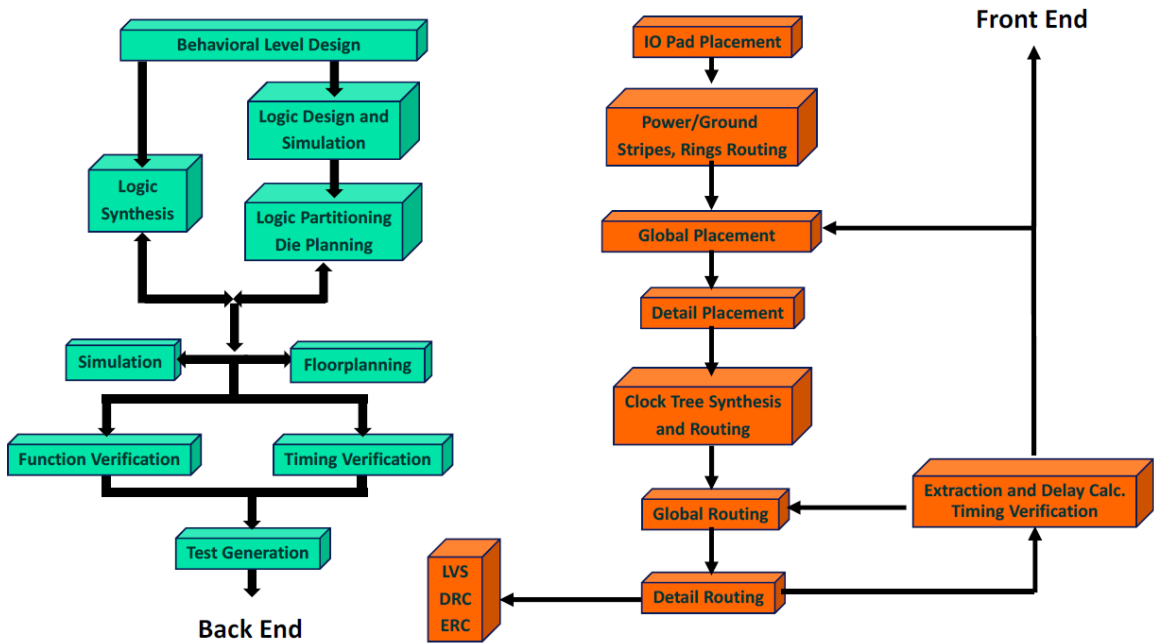 Behavioral Level Design
Logic Design and
Simulation
Logic
Synthesis
Logic Partitioning
Die Planning
Simulation
Floorplanning
Function Verification
Timing Verification
Test Generation
Back End
Front End
IO Pad Placement
Power/Ground
Stripes, Rings Routing
Global Placement
Detail Placement
Clock Tree Synthesis
and Routing
Extraction and Delay Calc.
Timing Verification
Global Routing
Detail Routing
LVS
DRC
ERC